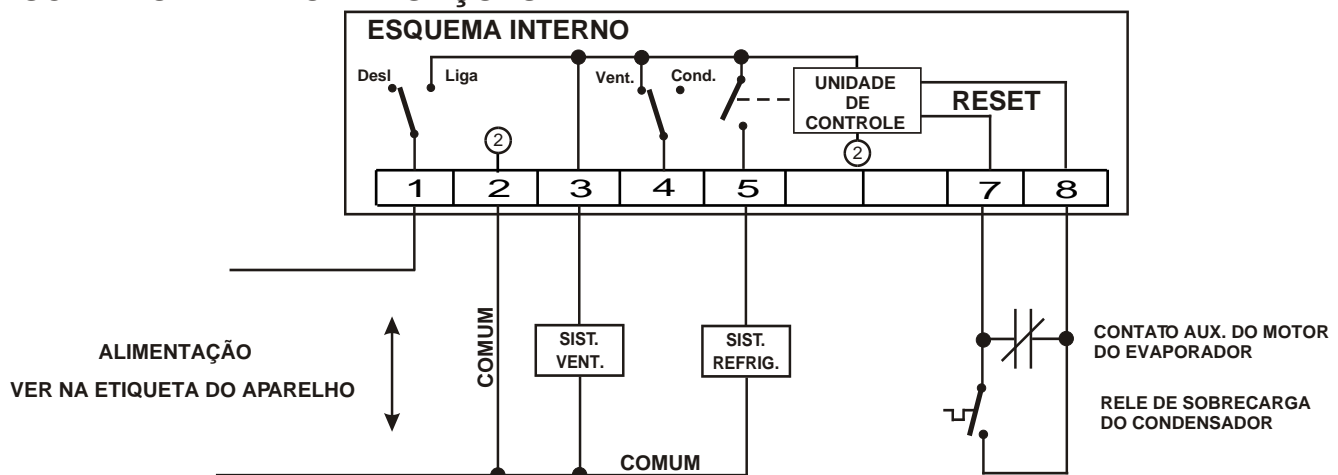 ESQUEMA INTERNO
Desl
Liga
Vent.
Cond.
UNIDADE
DE
CONTROLE
RESET
2
2
1 2 3 4 5 7 8
COMUM
SIST.
VENT.
SIST.
REFRIG.
ALIMENTAÇÃO
VER NA ETIQUETA DO APARELHO
CONTATO AUX. DO MOTOR
DO EVAPORADOR
RELE DE SOBRECARGA
DO CONDENSADOR
COMUM